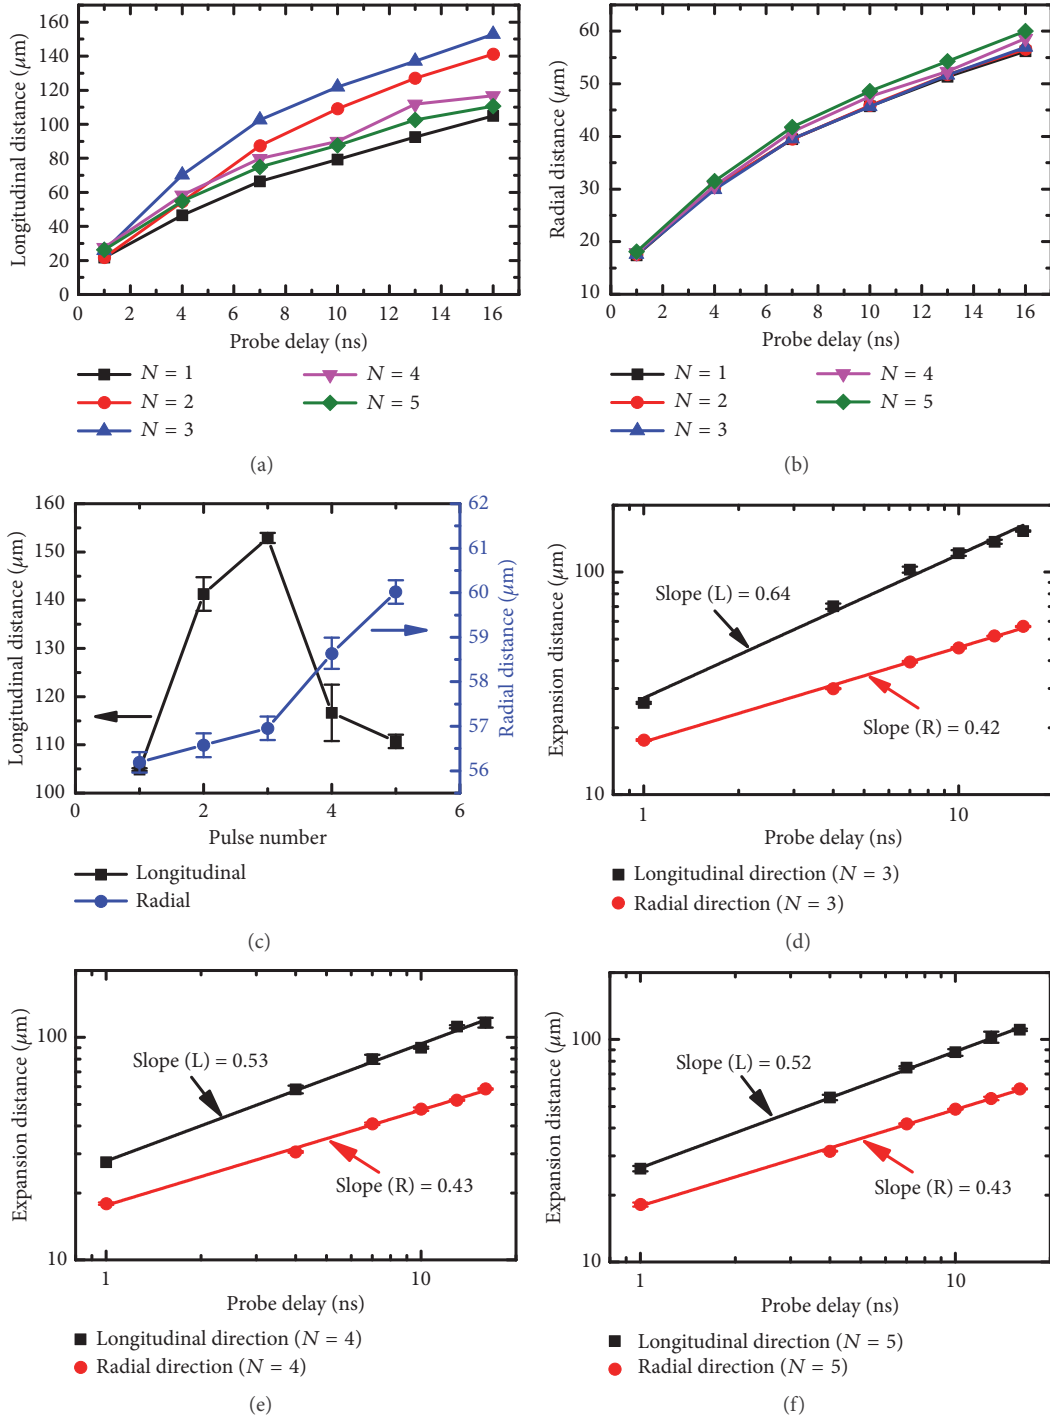 160
140
120
100
80
60
40
20
0
Longitudinal distance (μm)
0 2 4 6 8 10 12 14 16
Probe delay (ns)
N = 1
N = 2
N = 3
N = 4
N = 5
(a)
60
50
40
30
20
10
Radial distance (μm)
0 2 4 6 8 10 12 14 16
Probe delay (ns)
N = 1
N = 2
N = 3
N = 4
N = 5
(b)
160
150
140
130
120
110
100
Longitudinal distance (μm)
62
61
60
59
58
57
56
Radial distance (μm)
0 2 4 6
Pulse number
Longitudinal
Radial
(c)
100
10
Expansion distance (μm)
Slope (L) = 0.64
Slope (R) = 0.42
1 10
Probe delay (ns)
Longitudinal direction (N = 3)
Radial direction (N = 3)
(d)
100
10
Expansion distance (μm)
Slope (L) = 0.53
Slope (R) = 0.43
1 10
Probe delay (ns)
Longitudinal direction (N = 4)
Radial direction (N = 4)
(e)
100
10
Expansion distance (μm)
Slope (L) = 0.52
Slope (R) = 0.43
1 10
Probe delay (ns)
Longitudinal direction (N = 5)
Radial direction (N = 5)
(f)